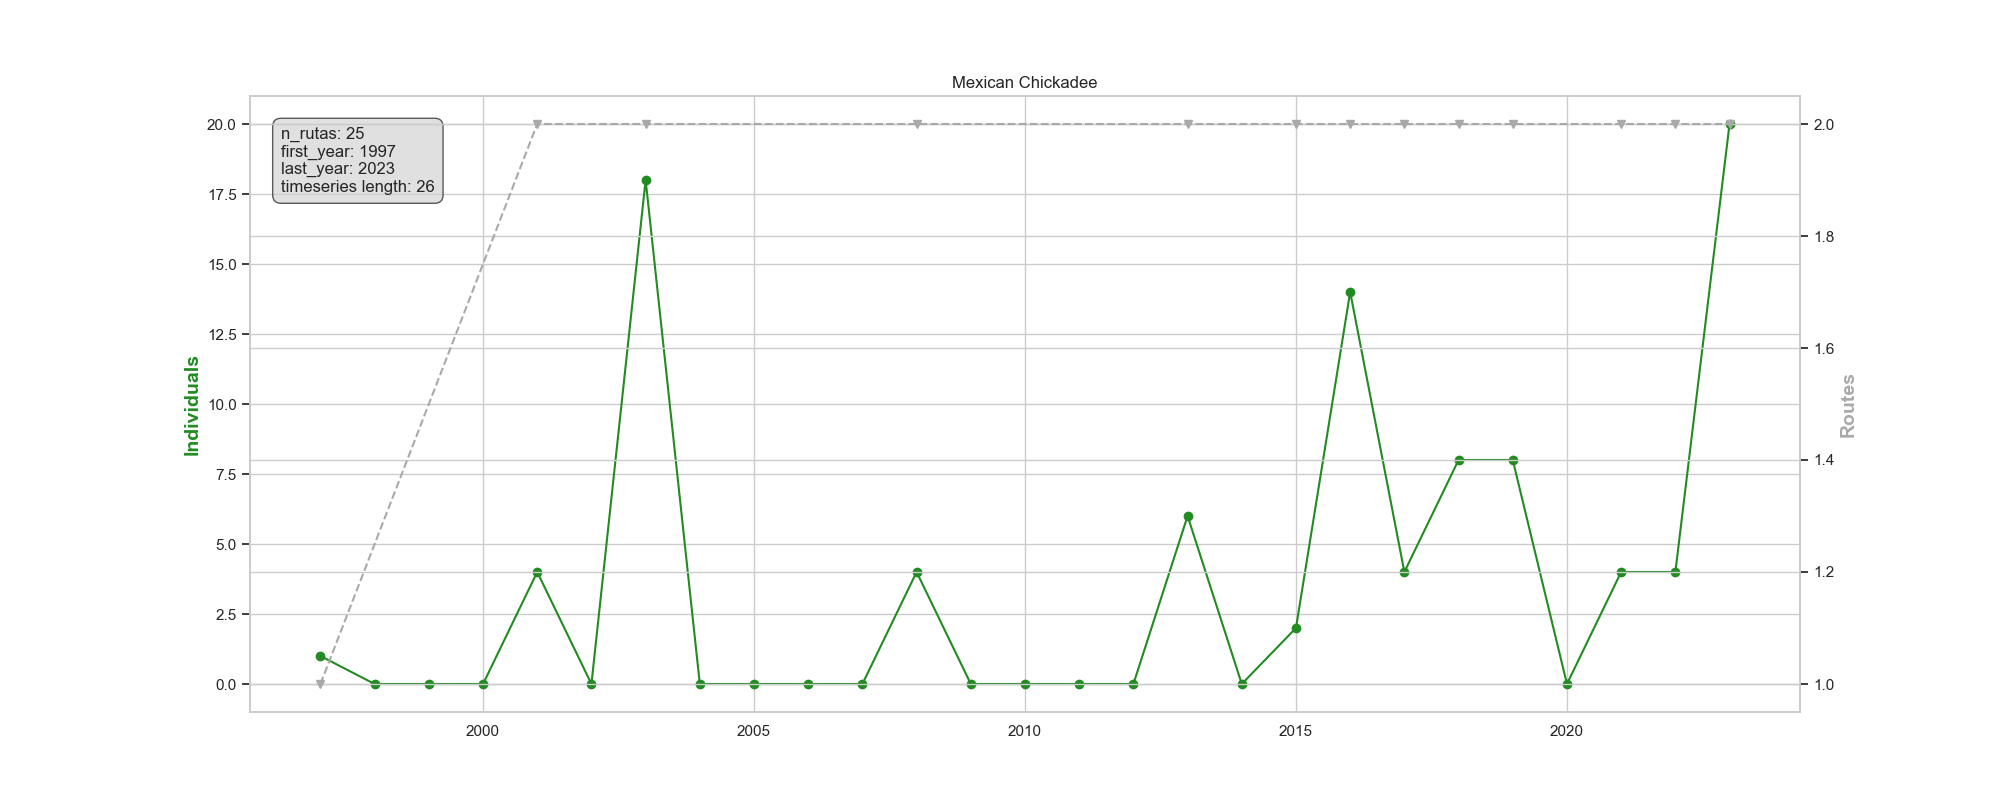 Mexican Chickadee
n_rutas: 25
first_year: 1997
last_year: 2023
timeseries length: 26
20.0
17.5
15.0
12.5
10.0
7.5
5.0
2.5
0.0
Individuals
2.0
1.8
1.6
1.4
1.2
1.0
Routes
2000 2005 2010 2015 2020